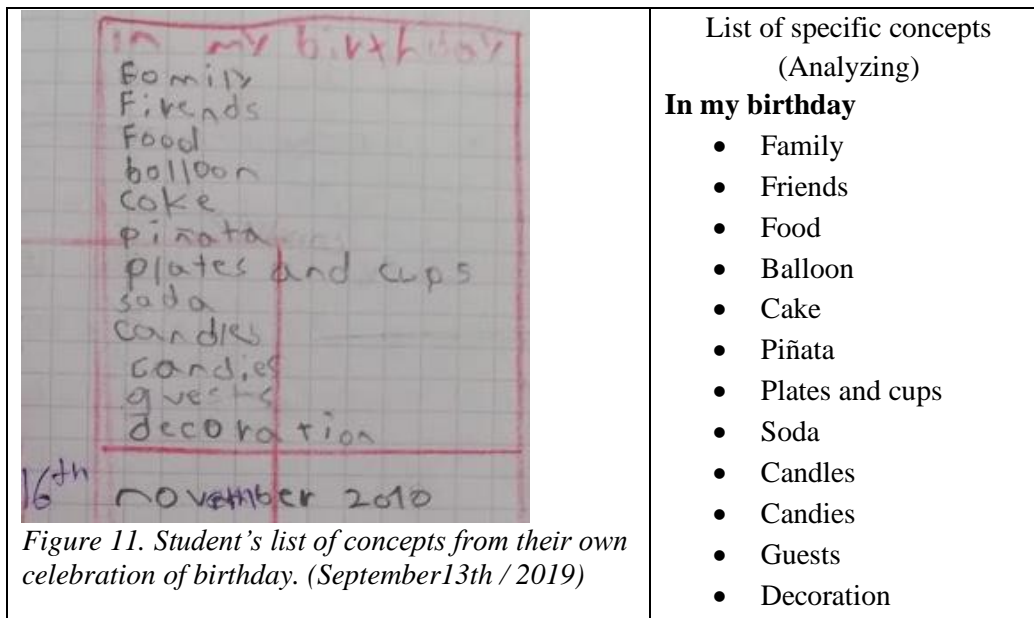 in my birthday
Family
Firends
Food
balloon
cake
piñata
plates and cups
soda
candles
candies
guests
decoration
16th november 2010
Figure 11. Student's list of concepts from their own
celebration of birthday. (September13th / 2019)
List of specific concepts
(Analyzing)
In my birthday
• Family
• Friends
• Food
• Balloon
• Cake
• Piñata
• Plates and cups
• Soda
• Candles
• Candies
• Guests
• Decoration